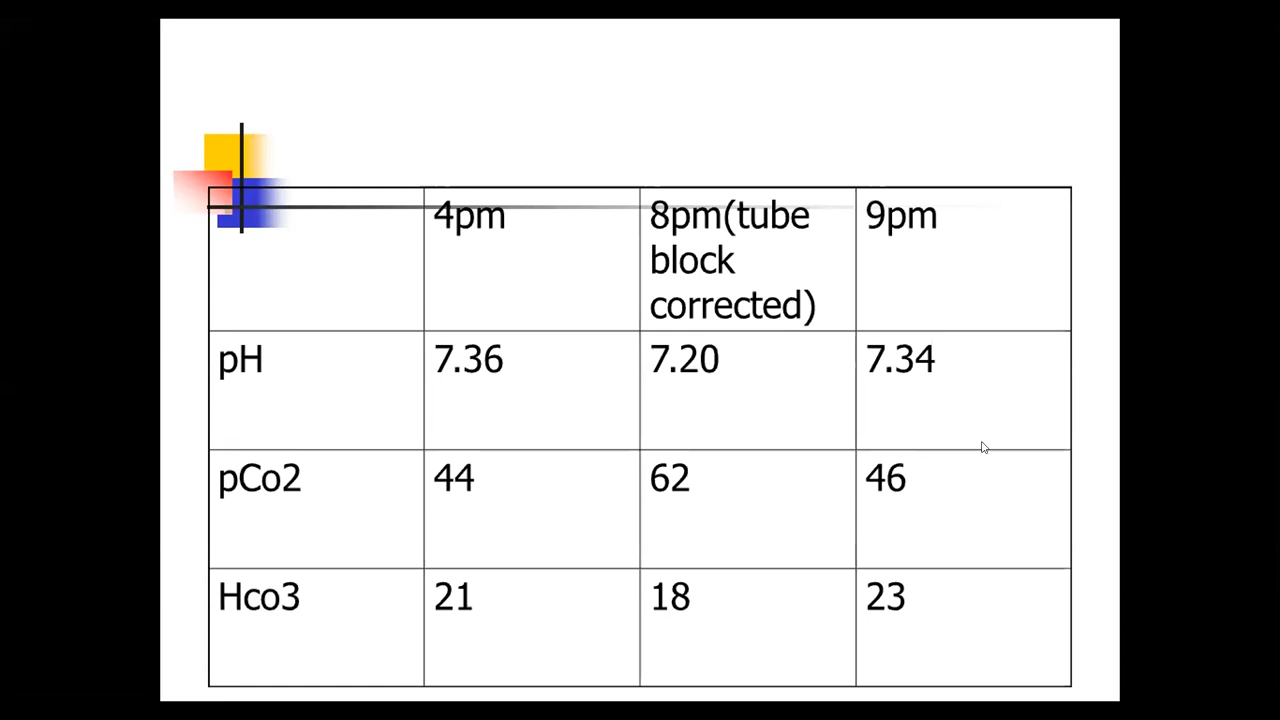 4pm
8pm(tube
block
corrected)
9pm
pH
7.36
7.20
7.34
pCo2
44
62
46
Hco3
21
18
23